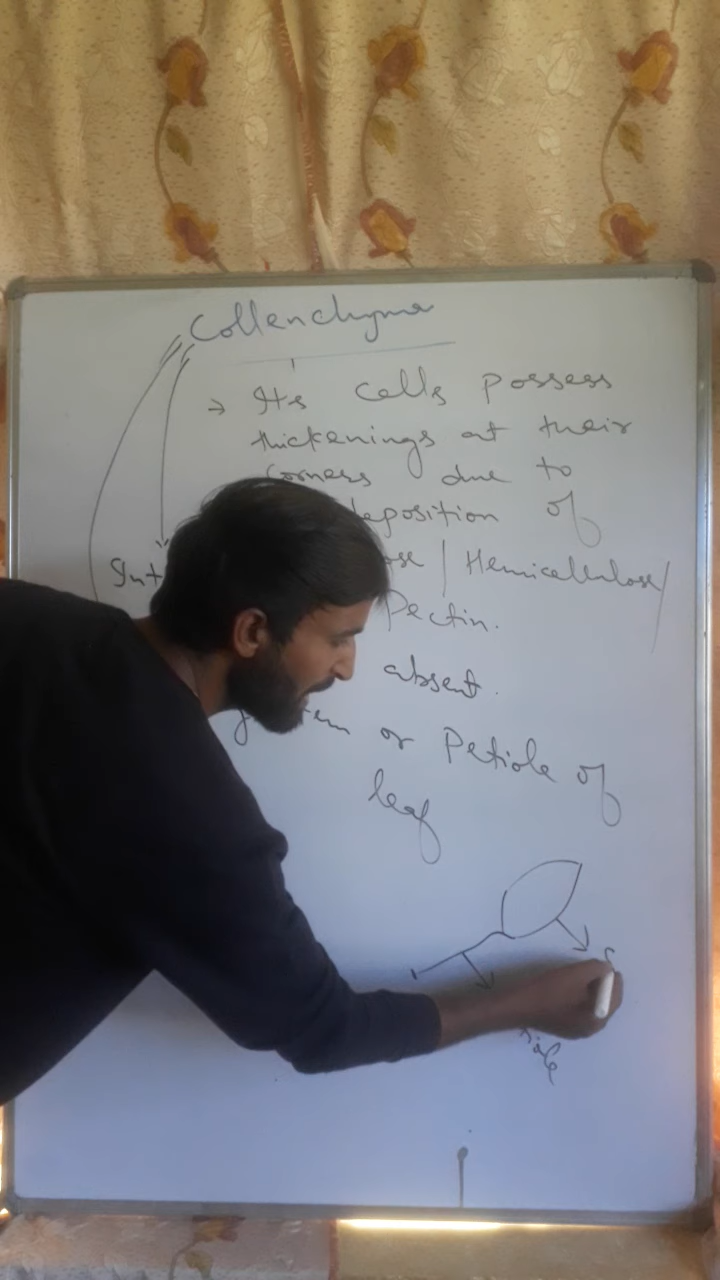 Collenchyma
→ Its cells possess
thickenings at their
corners due to
deposition of
/ Hemicellulose /
Int
Pectin.
absent.
or Petiole of
leaf